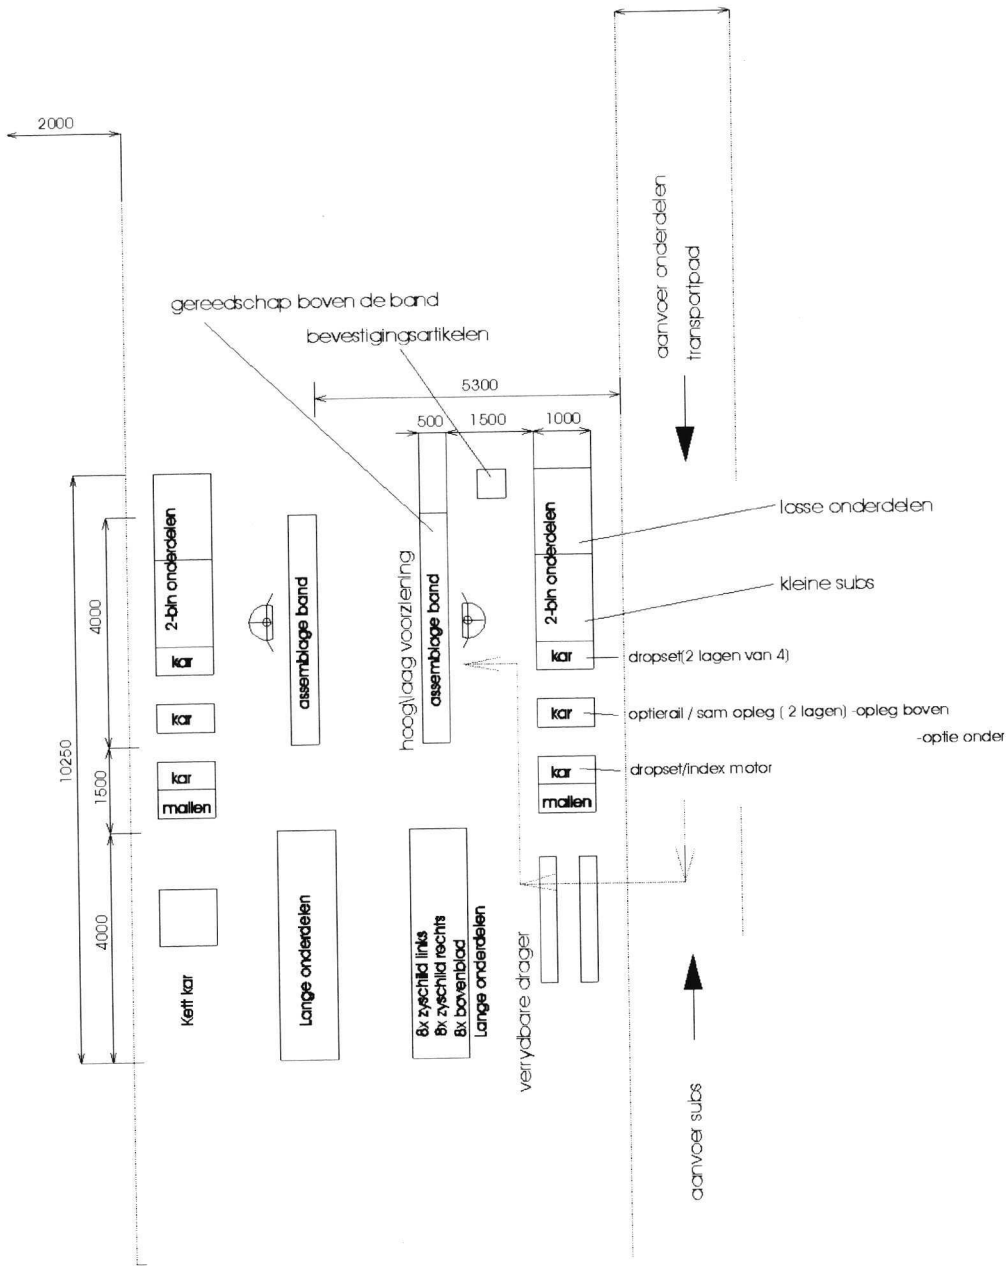 2000
aanvoer onderdelen
transportpad
gereedschap boven de band
bevestigingsartikelen
5300
500
1500
1000
losse onderdelen
kleine subs
2-bin onderdelen
assemblage band
hoog\laag voorziening
assemblage band
2-bin onderdelen
4000
10250
1500
4000
kar
kar
dropset(2 lagen van 4)
kar
kar
optierail / sam opleg ( 2 lagen) -opleg boven
-optie onder
kar
mallen
kar
dropset/index motor
mallen
Kett kar
Lange onderdelen
8x zyschild links
8x zyschild rechts
8x bovenblad
Lange onderdelen
verrydbare drager
aanvoer subs